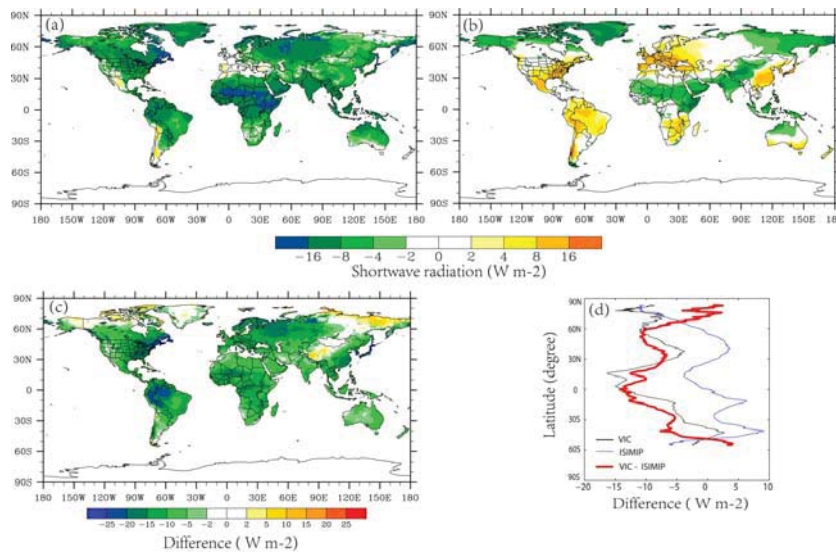 (a)
(b)
90N 90N
60N 60N
30N 30N
0 0
30S 30S
60S 60S
90S 90S
180 150W 120W 90W 60W 30W 0 30E 60E 90E 120E 150E 180
180 150W 120W 90W 60W 30W 0 30E 60E 90E 120E 150E 180
-16 -8 -4 -2 0 2 4 8 16
Shortwave radiation (W m-2)
(c)
90N
60N
30N
0
30S
60S
90S
180 150W 120W 90W 60W 30W 0 30E 60E 90E 120E 150E 180
-25 -20 -15 -10 -5 -2 0 2 5 10 15 20 25
Difference ( W m-2)
(d)
Latitude (degree)
90N
60N
30N
0
30S
60S
90S
VIC
ISIMIP
VIC - ISIMIP
-20 -15 -10 -5 0 5 10
Difference ( W m-2)